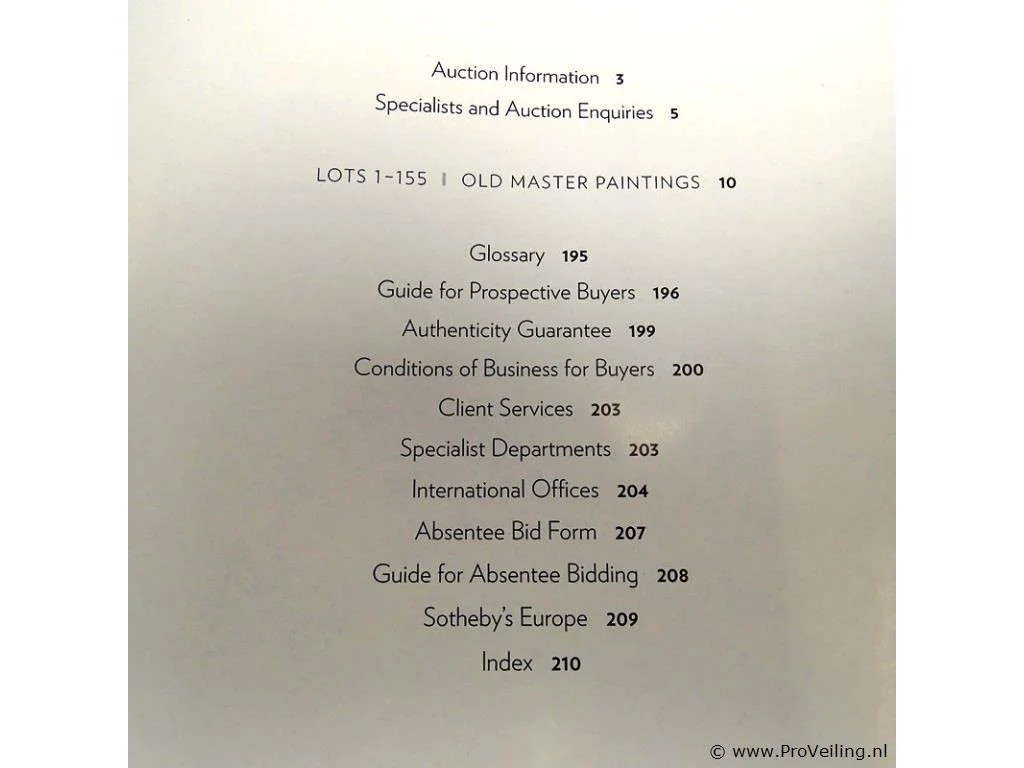 Auction Information 3
Specialists and Auction Enquiries 5
LOTS 1–155 | OLD MASTER PAINTINGS 10
Glossary 195
Guide for Prospective Buyers 196
Authenticity Guarantee 199
Conditions of Business for Buyers 200
Client Services 203
Specialist Departments 203
International Offices 204
Absentee Bid Form 207
Guide for Absentee Bidding 208
Sotheby's Europe 209
Index 210
© www.ProVeiling.nl